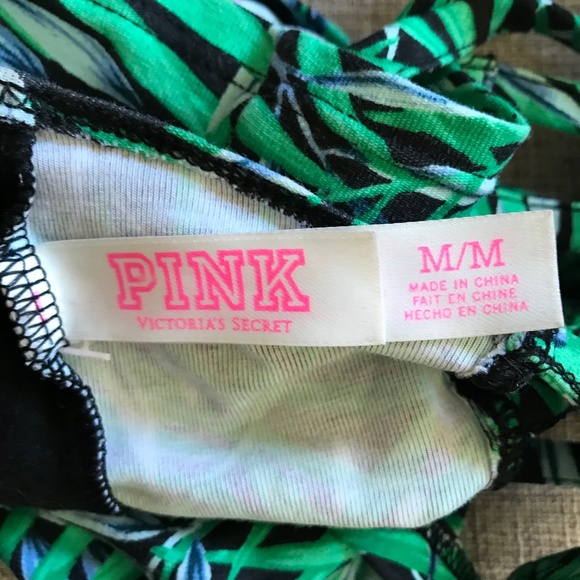 PINK
VICTORIA'S SECRET
M/M
MADE IN CHINA
FAIT EN CHINE
HECHO EN CHINA